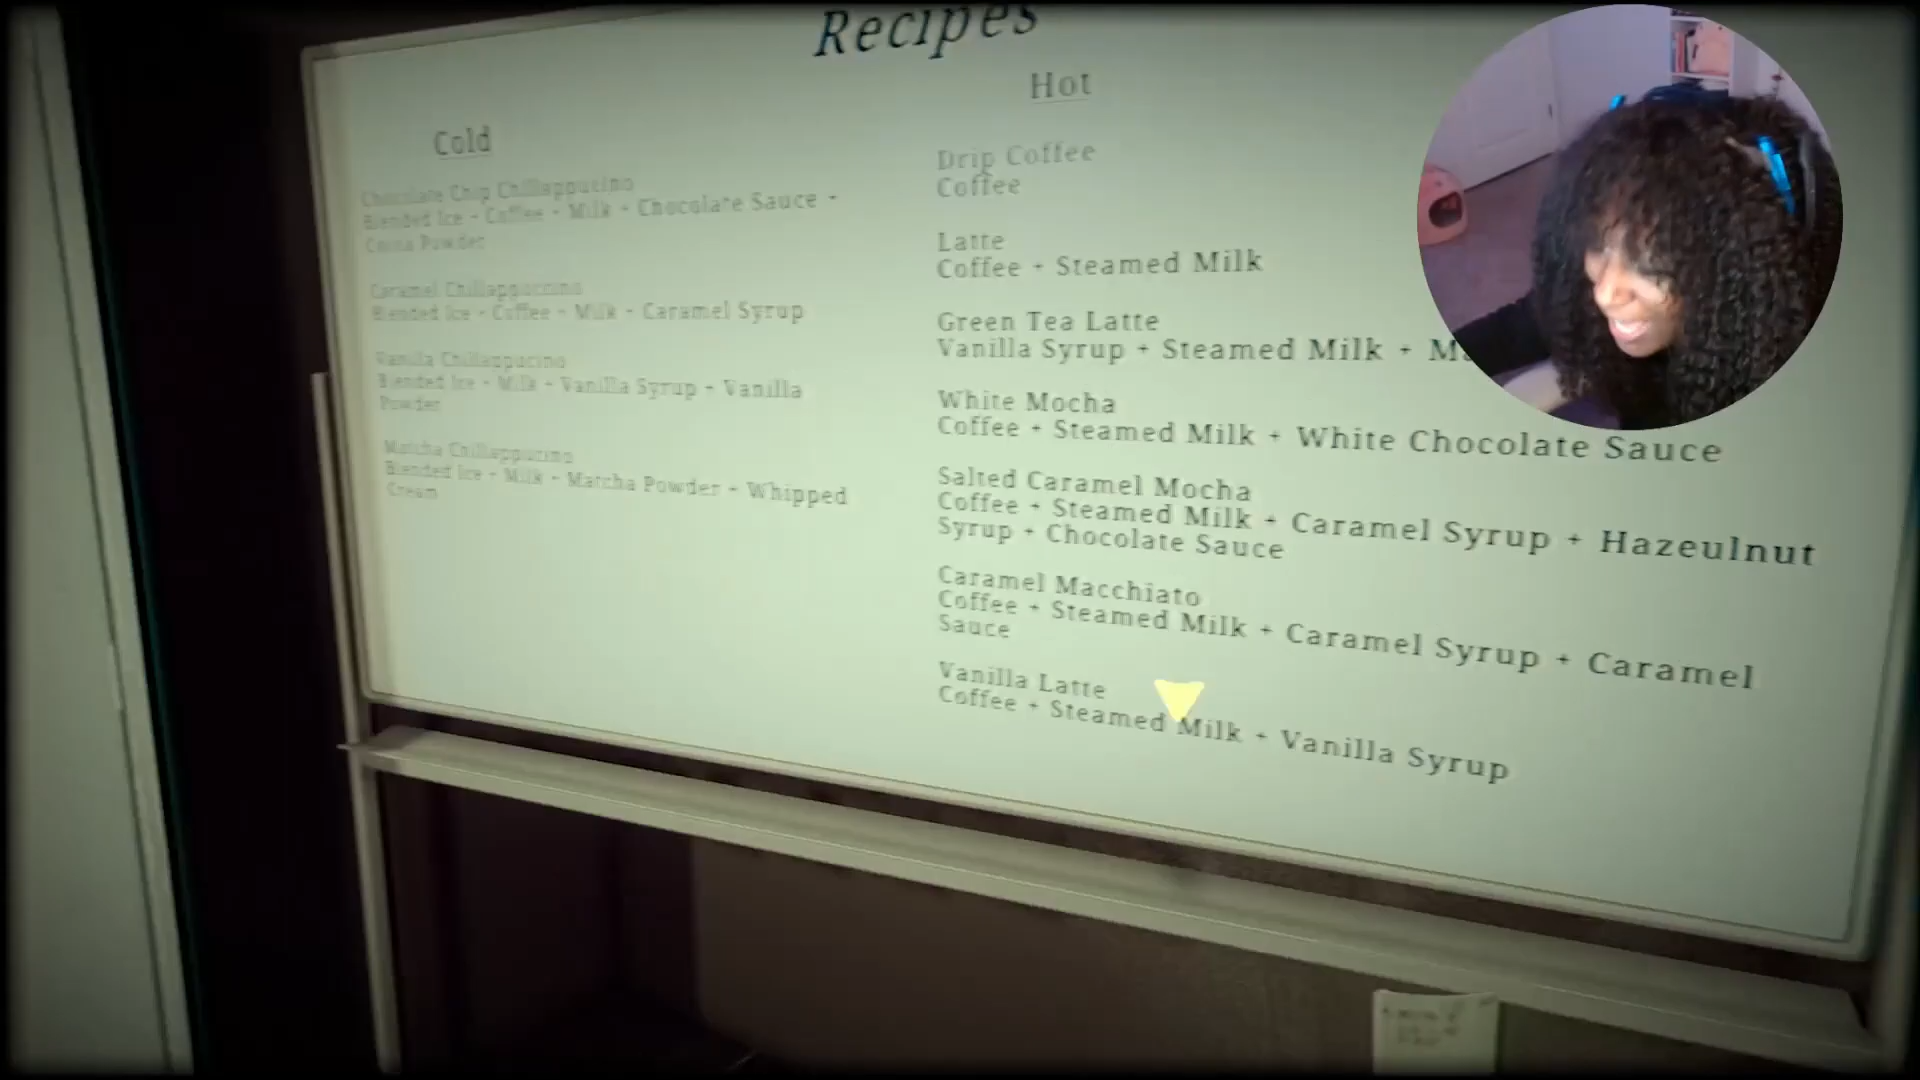 Recipes
Cold
Chocolate Chip Chillappucino
Blended Ice - Coffee - Milk - Chocolate Sauce -
Cocoa Powder
Caramel Chillappuccino
Blended Ice - Coffee - Milk - Caramel Syrup
Vanilla Chillappucino
Blended Ice - Milk - Vanilla Syrup - Vanilla
Powder
Matcha Chillappucino
Blended Ice - Milk - Matcha Powder - Whipped
Cream
Hot
Drip Coffee
Coffee
Latte
Coffee + Steamed Milk
Green Tea Latte
Vanilla Syrup + Steamed Milk +
White Mocha
Coffee + Steamed Milk + White Chocolate Sauce
Salted Caramel Mocha
Coffee + Steamed Milk + Caramel Syrup + Hazeulnut
Syrup + Chocolate Sauce
Caramel Macchiato
Coffee + Steamed Milk + Caramel Syrup + Caramel
Sauce
Vanilla Latte
Coffee + Steamed Milk + Vanilla Syrup